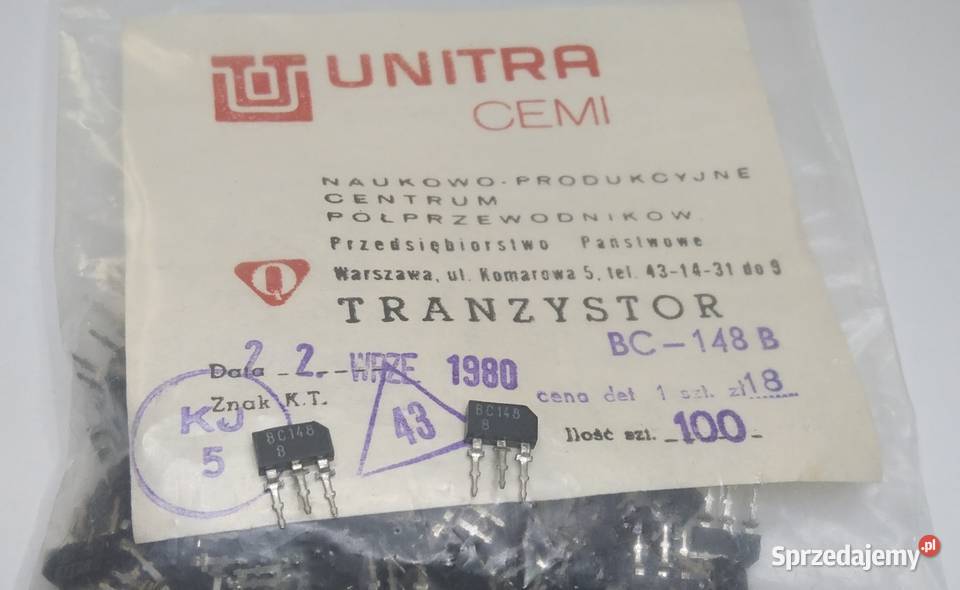 UNITRA
CEMI
NAUKOWO-PRODUKCYJNE
CENTRUM
PÓŁPRZEWODNIKÓW
Przedsiębiorstwo Państwowe
Warszawa, ul. Komarowa 5, tel. 43-14-31 do 9
Q
TRANZYSTOR
BC-148 B
Data 22. WRZE 1980
cena det 1 szt. zł 18
Znak K.T.
KJ
5
43
Ilość szt. 100
BC148
B
BC148
B
Sprzedajemy.pl